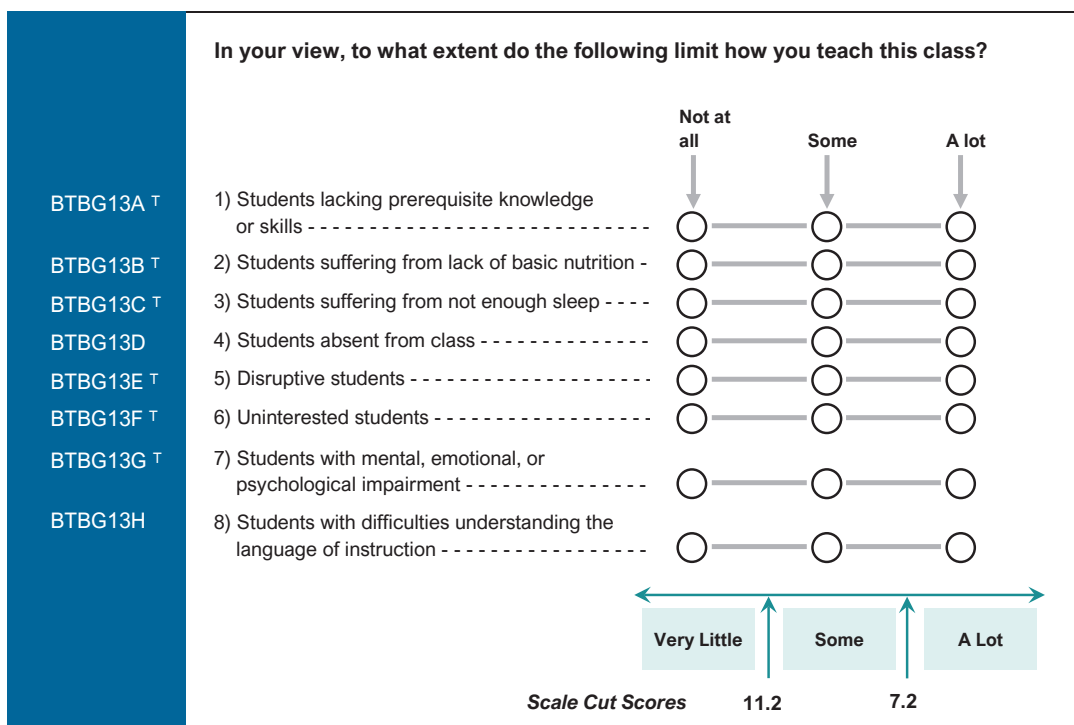 In your view, to what extent do the following limit how you teach this class?
Not at
all
Some
A lot
BTBG13A ᵀ
1) Students lacking prerequisite knowledge
or skills - - - - - - - - - - - - - - - - - - - - - - - - - - - - - -
BTBG13B ᵀ
2) Students suffering from lack of basic nutrition -
BTBG13C ᵀ
3) Students suffering from not enough sleep - - - -
BTBG13D
4) Students absent from class - - - - - - - - - - - - - - -
BTBG13E ᵀ
5) Disruptive students - - - - - - - - - - - - - - - - - - - - -
BTBG13F ᵀ
6) Uninterested students - - - - - - - - - - - - - - - - - - -
BTBG13G ᵀ
7) Students with mental, emotional, or
psychological impairment - - - - - - - - - - - - - - - -
BTBG13H
8) Students with difficulties understanding the
language of instruction - - - - - - - - - - - - - - - - - -
Very Little
Some
A Lot
Scale Cut Scores 11.2 7.2